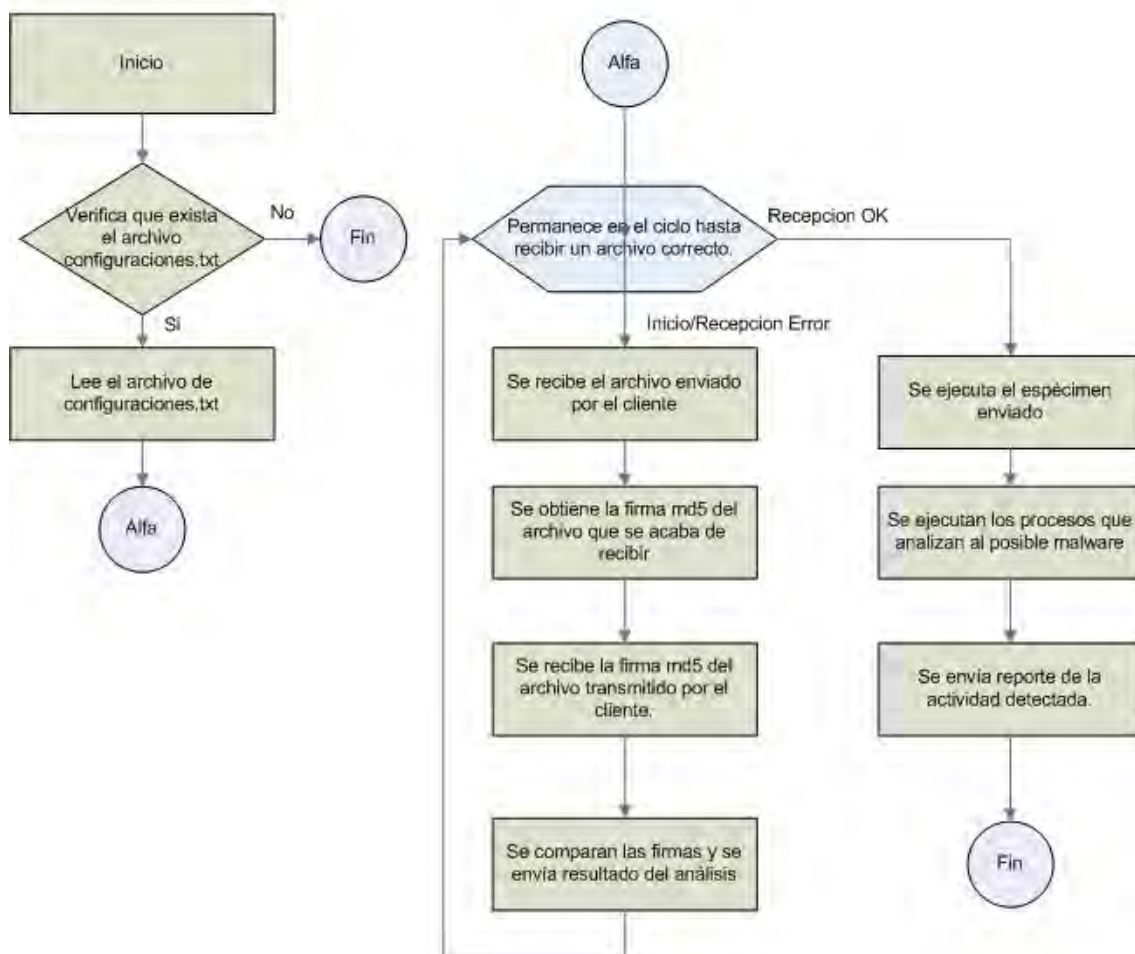 Inicio
Verifica que exista
el archivo
configuraciones.txt
No
Fin
Si
Lee el archivo de
configuraciones.txt
Alfa
Alfa
Permanece en el ciclo hasta
recibir un archivo correcto.
Recepcion OK
Inicio/Recepcion Error
Se recibe el archivo enviado
por el cliente
Se obtiene la firma md5 del
archivo que se acaba de
recibir
Se recibe la firma md5 del
archivo transmitido por el
cliente.
Se comparan las firmas y se
envía resultado del análisis
Se ejecuta el espécimen
enviado
Se ejecutan los procesos que
analizan al posible malware
Se envía reporte de la
actividad detectada.
Fin